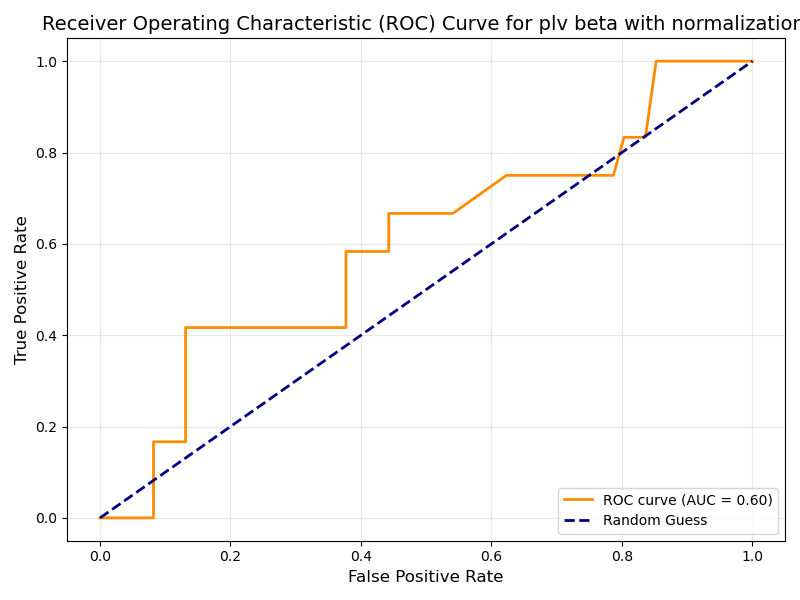 Receiver Operating Characteristic (ROC) Curve for plv beta with normalization
True Positive Rate
1.0
0.8
0.6
0.4
0.2
0.0
0.0 0.2 0.4 0.6 0.8 1.0
False Positive Rate
ROC curve (AUC = 0.60)
Random Guess